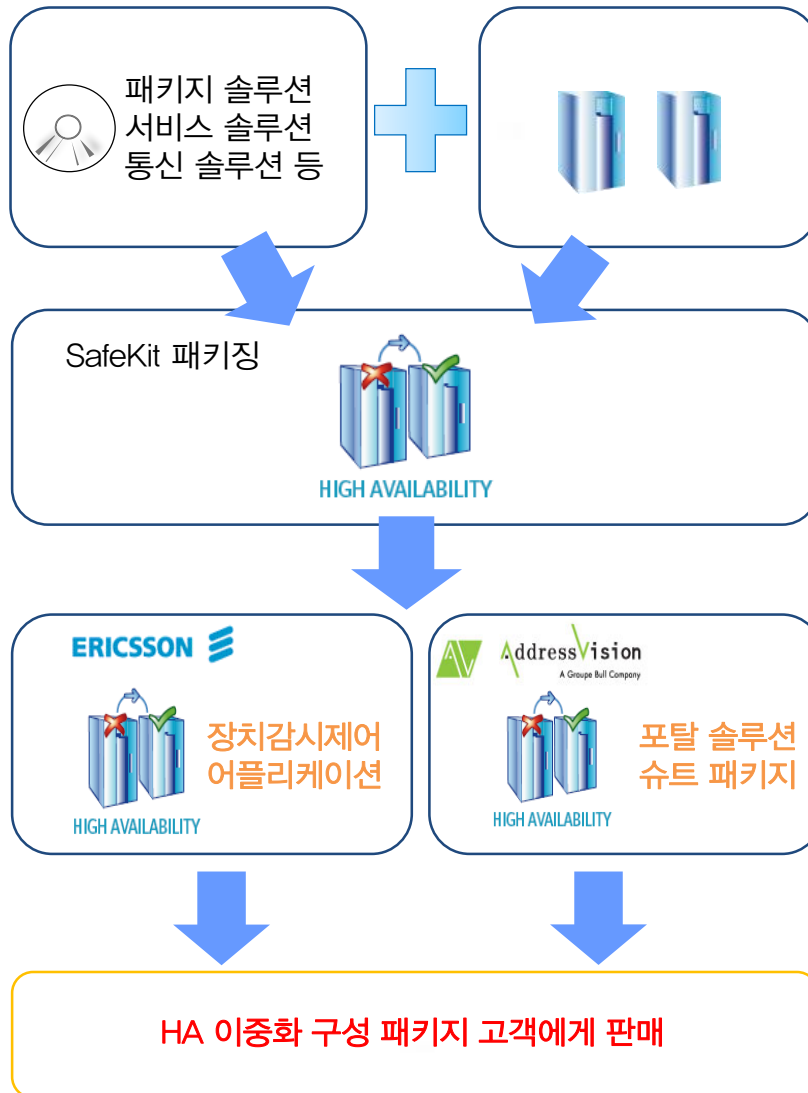 패키지 솔루션
서비스 솔루션
통신 솔루션 등
SafeKit 패키징
HIGH AVAILABILITY
ERICSSON
장치감시제어
어플리케이션
HIGH AVAILABILITY
AV AddressVision
A Groupe Bull Company
포탈 솔루션
슈트 패키지
HIGH AVAILABILITY
HA 이중화 구성 패키지 고객에게 판매